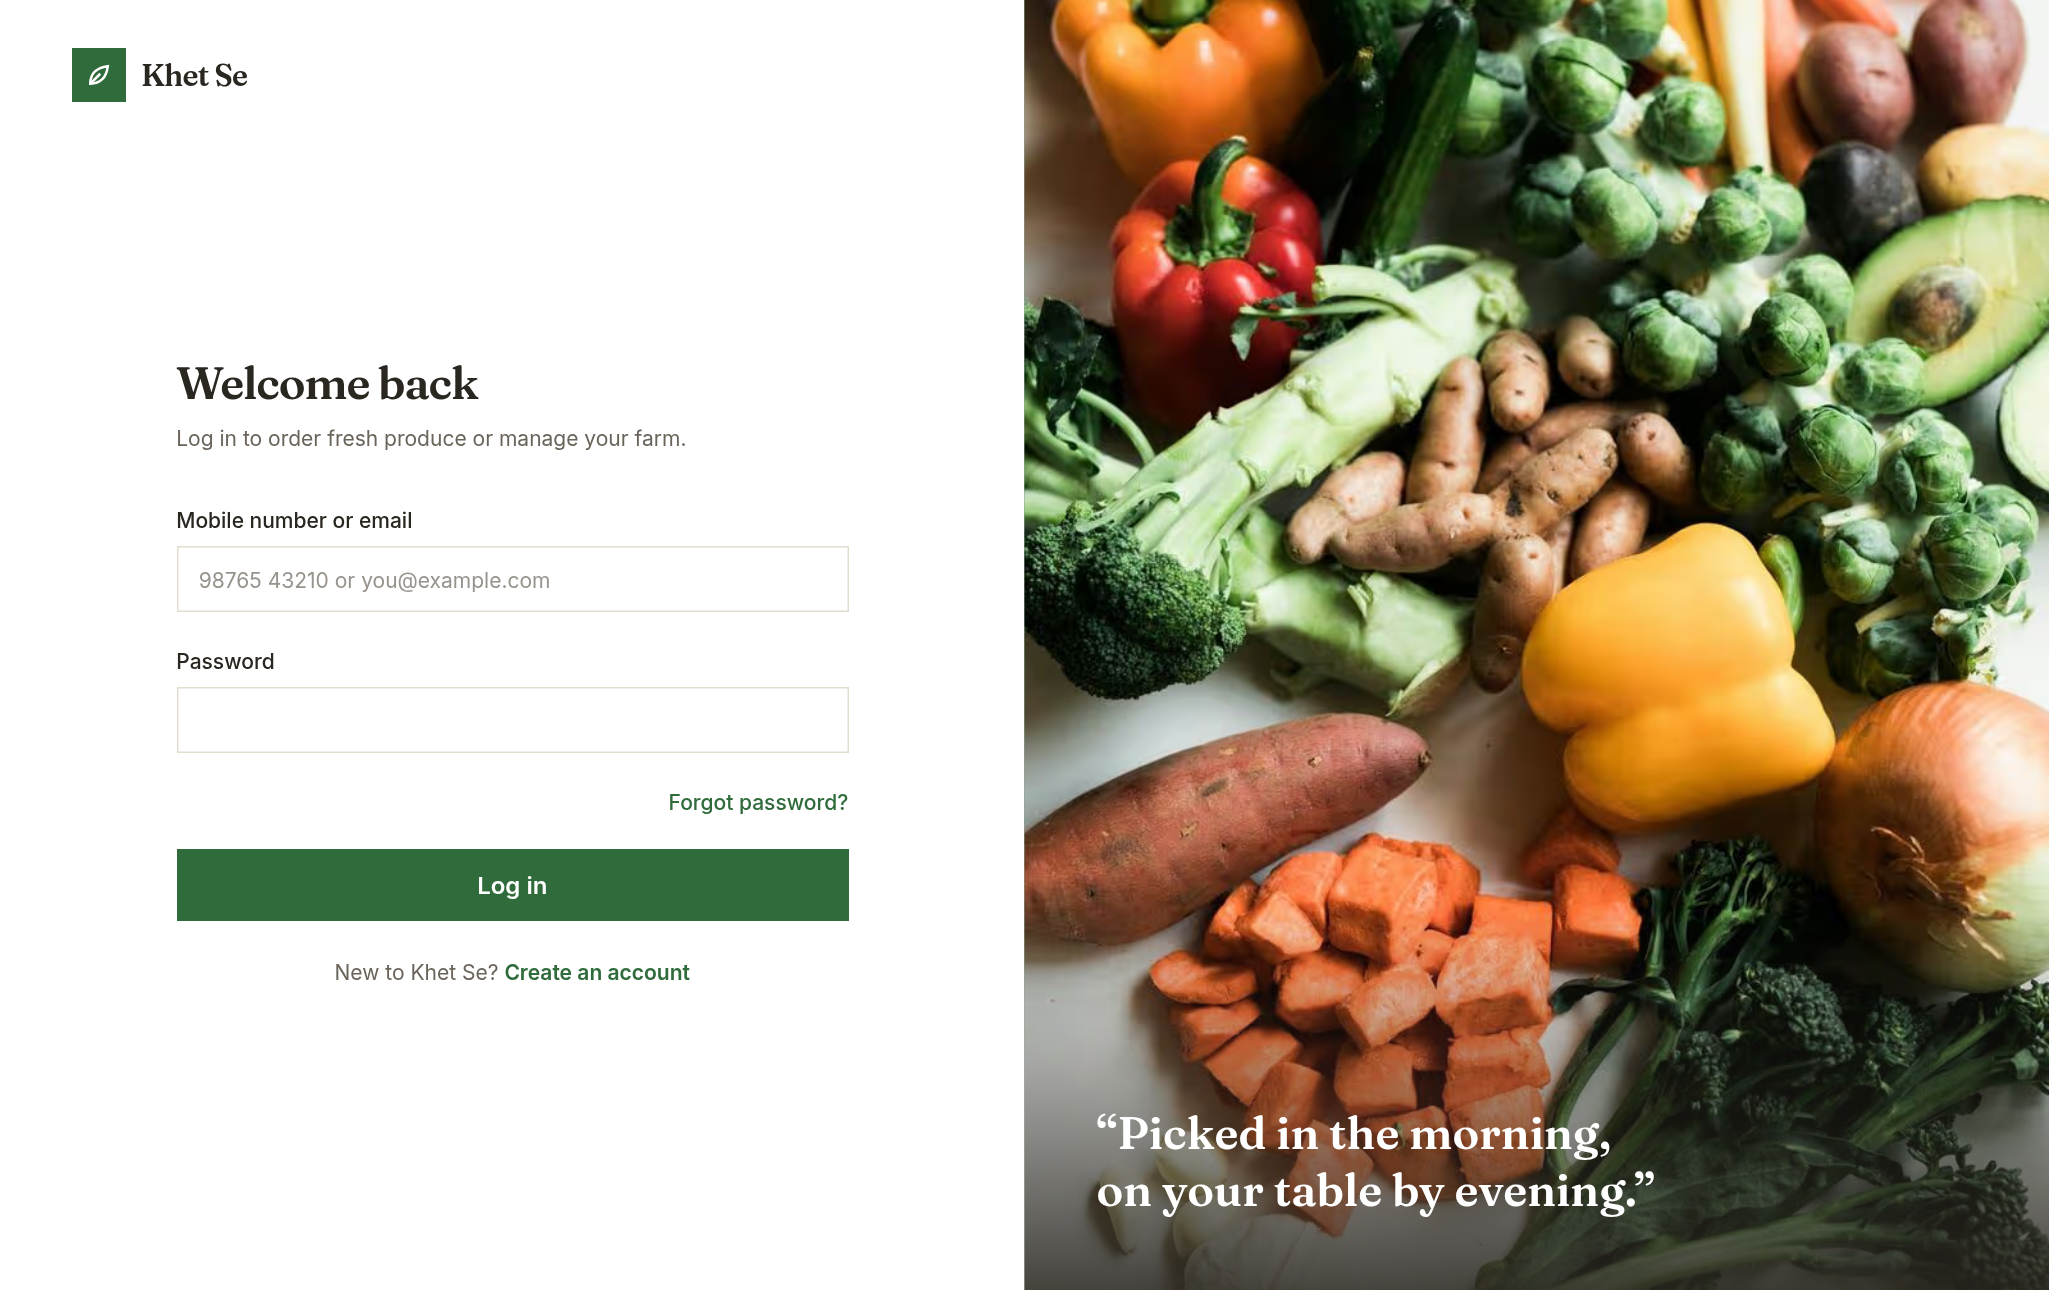 Khet Se
Welcome back
Log in to order fresh produce or manage your farm.
Mobile number or email
98765 43210 or you@example.com
Password
Forgot password?
Log in
New to Khet Se? Create an account
“Picked in the morning,
on your table by evening.”